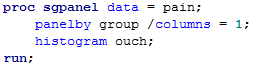 proc sgpanel data = pain;
panelby group /columns = 1;
histogram ouch;
run;